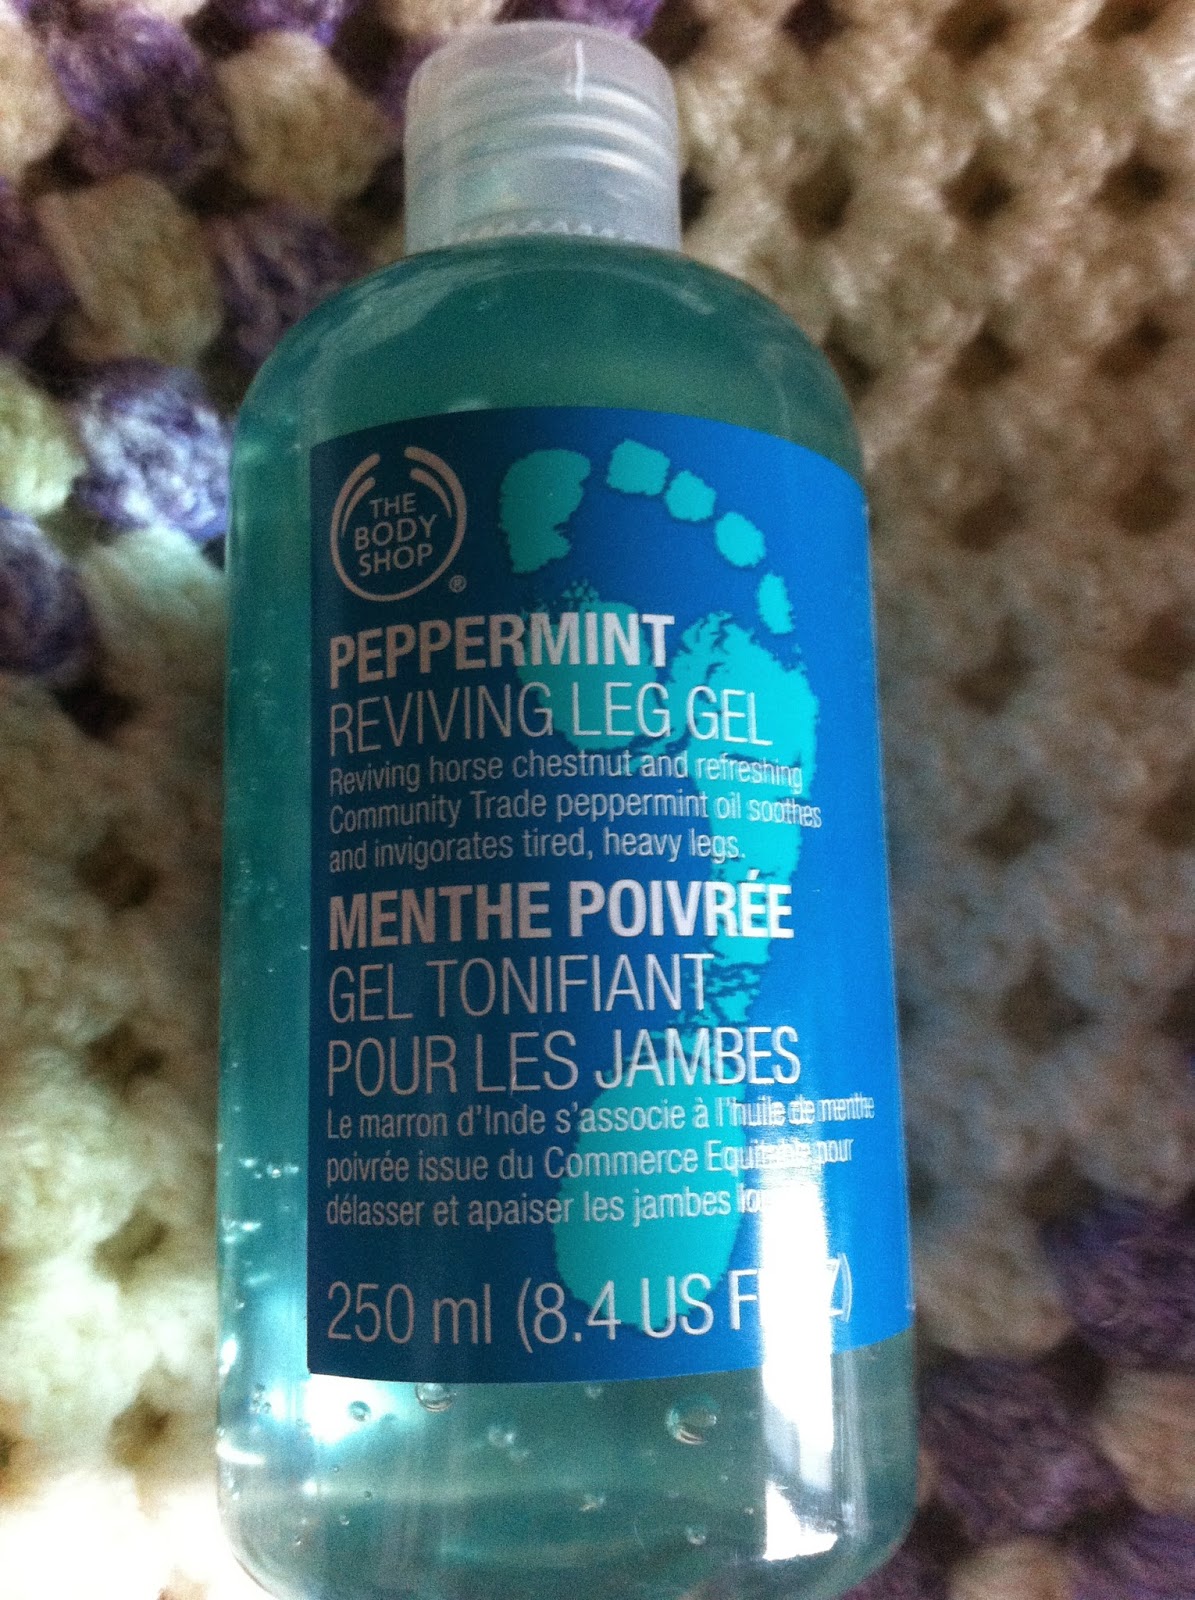 THE
BODY
SHOP
®
PEPPERMINT
REVIVING LEG GEL
Reviving horse chestnut and refreshing
Community Trade peppermint oil soothes
and invigorates tired, heavy legs.
MENTHE POIVRÉE
GEL TONIFIANT
POUR LES JAMBES
Le marron d'Inde s'associe à l'huile de menthe
poivrée issue du Commerce Equitable pour
délasser et apaiser les jambes
250 ml (8.4 US